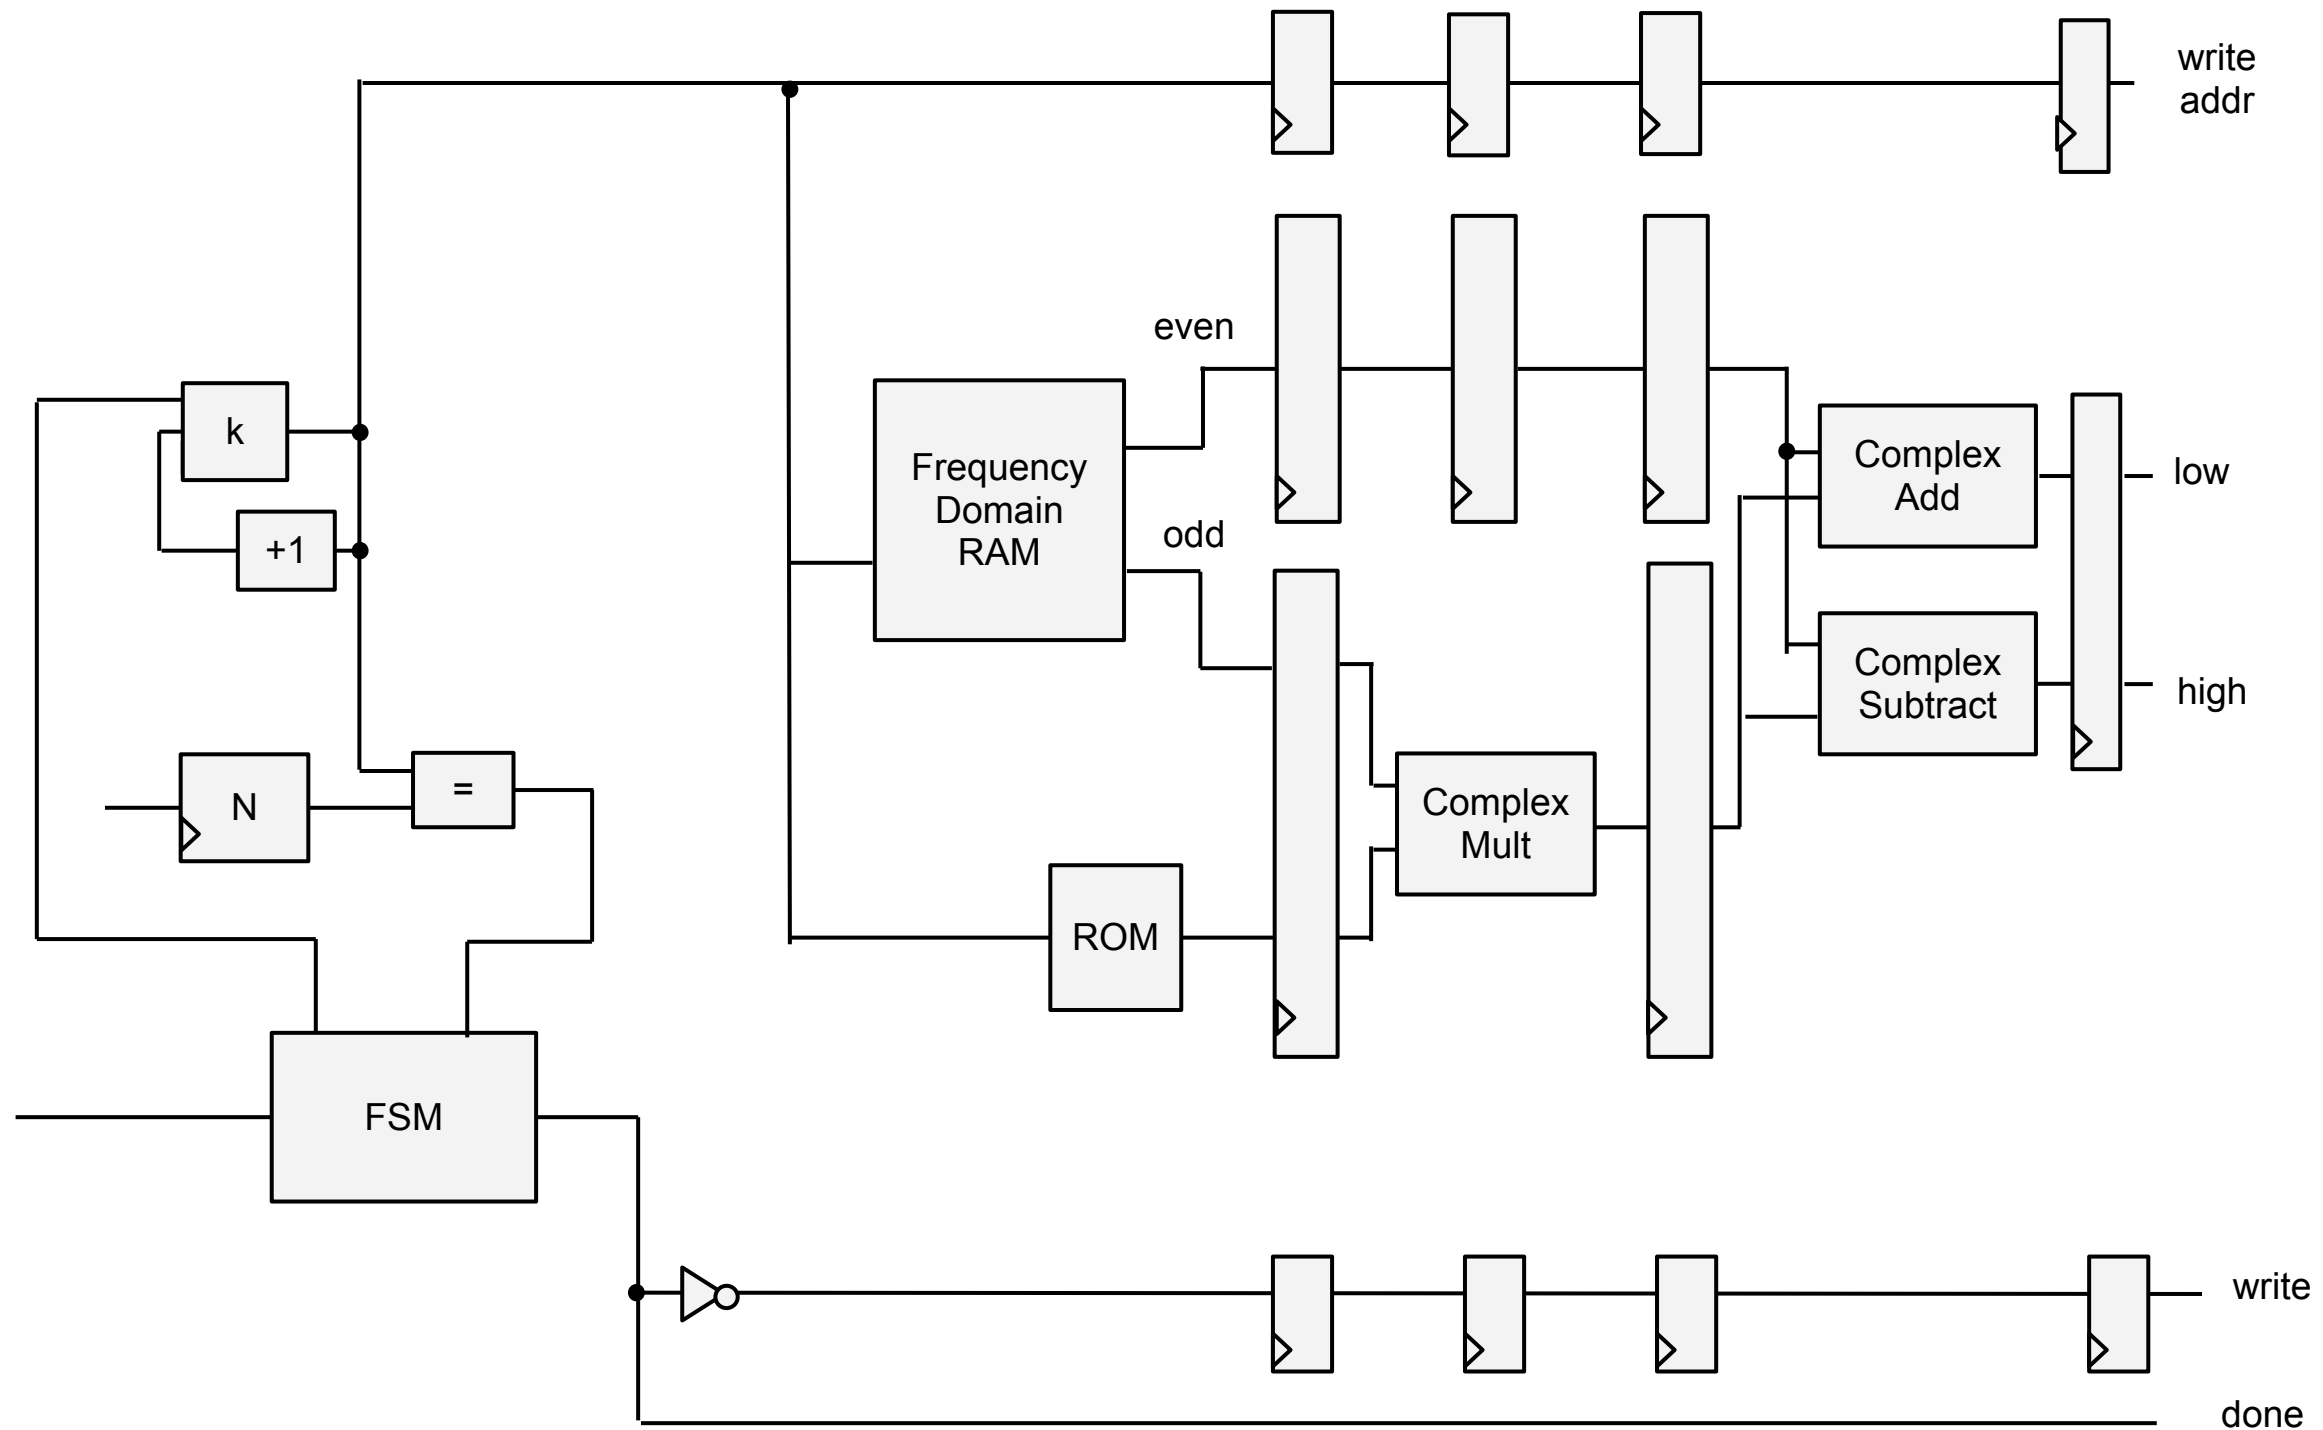 write
addr
even
k
Frequency
Domain
RAM
Complex
Add
low
+1
odd
Complex
Subtract
high
N
=
Complex
Mult
ROM
FSM
write
done